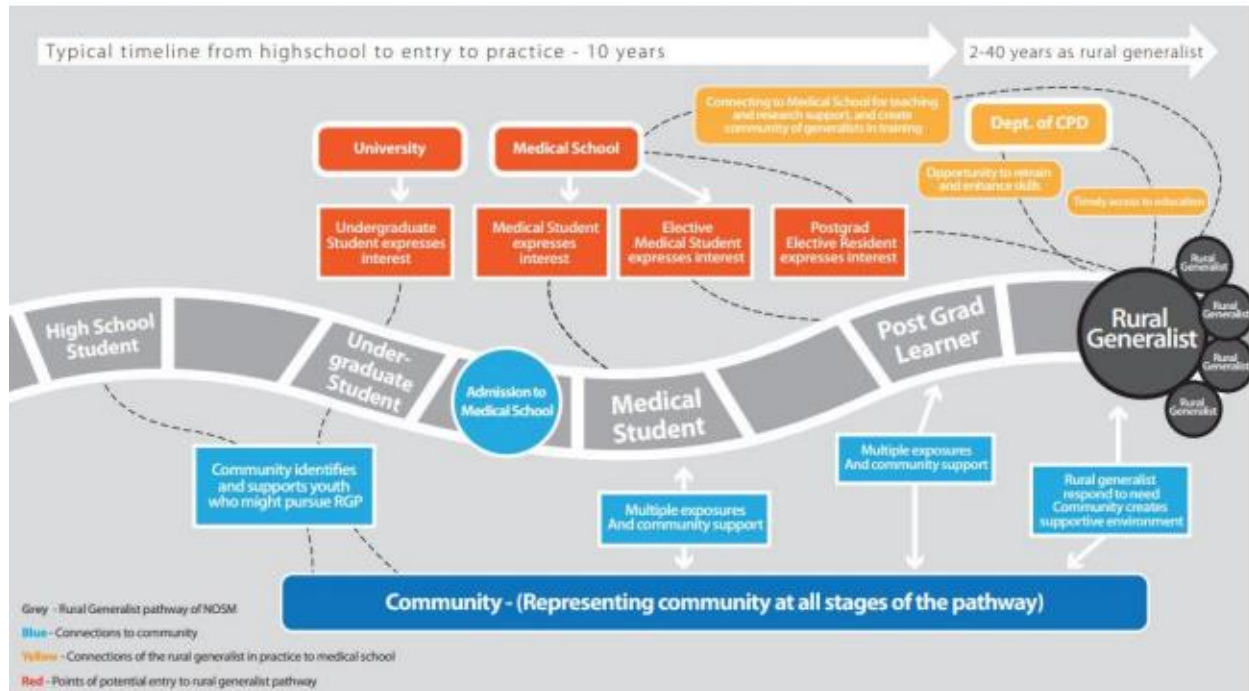 Typical timeline from highschool to entry to practice - 10 years
2-40 years as rural generalist
Connecting to Medical School for teaching
and research support, and create
community of generalists in training
Dept. of CPD
University
Medical School
Opportunity to retrain
and enhance skills
Timely access to education
Undergraduate
Student expresses
interest
Medical Student
expresses
interest
Elective
Medical Student
expresses interest
Postgrad
Elective Resident
expresses interest
High School
Student
Under-
graduate
Student
Admission to
Medical School
Medical
Student
Post Grad
Learner
Rural
Generalist
Rural
Generalist
Rural
Generalist
Rural
Generalist
Rural
Generalist
Community identifies
and supports youth
who might pursue RGP
Multiple exposures
And community support
Multiple exposures
And community support
Rural generalist
respond to need
Community creates
supportive environment
Community - (Representing community at all stages of the pathway)
Grey - Rural Generalist pathway of NOSM
Blue - Connections to community
Yellow - Connections of the rural generalist in practice to medical school
Red - Points of potential entry to rural generalist pathway